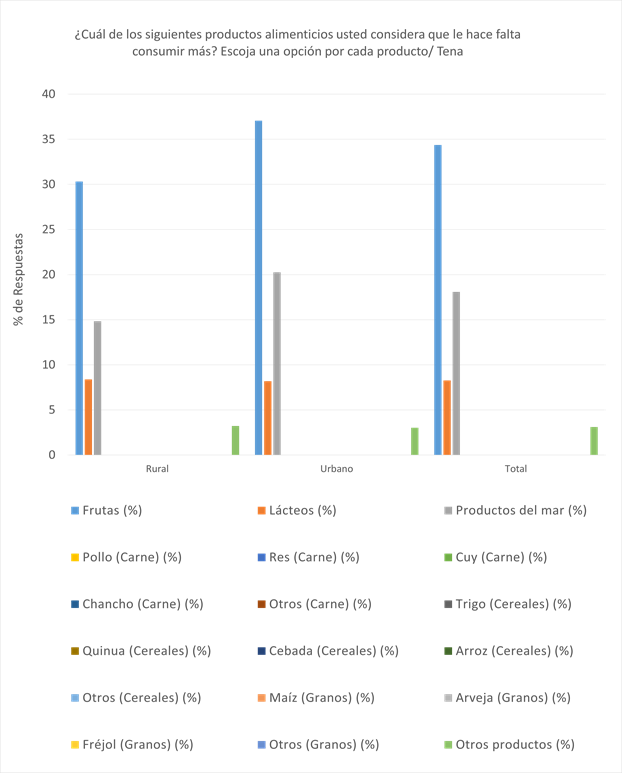 ¿Cuál de los siguientes productos alimenticios usted considera que le hace falta
consumir más? Escoja una opción por cada producto/ Tena
% de Respuestas
40
35
30
25
20
15
10
5
0
Rural Urbano Total
Frutas (%) Lácteos (%) Productos del mar (%)
Pollo (Carne) (%) Res (Carne) (%) Cuy (Carne) (%)
Chancho (Carne) (%) Otros (Carne) (%) Trigo (Cereales) (%)
Quinua (Cereales) (%) Cebada (Cereales) (%) Arroz (Cereales) (%)
Otros (Cereales) (%) Maíz (Granos) (%) Arveja (Granos) (%)
Fréjol (Granos) (%) Otros (Granos) (%) Otros productos (%)